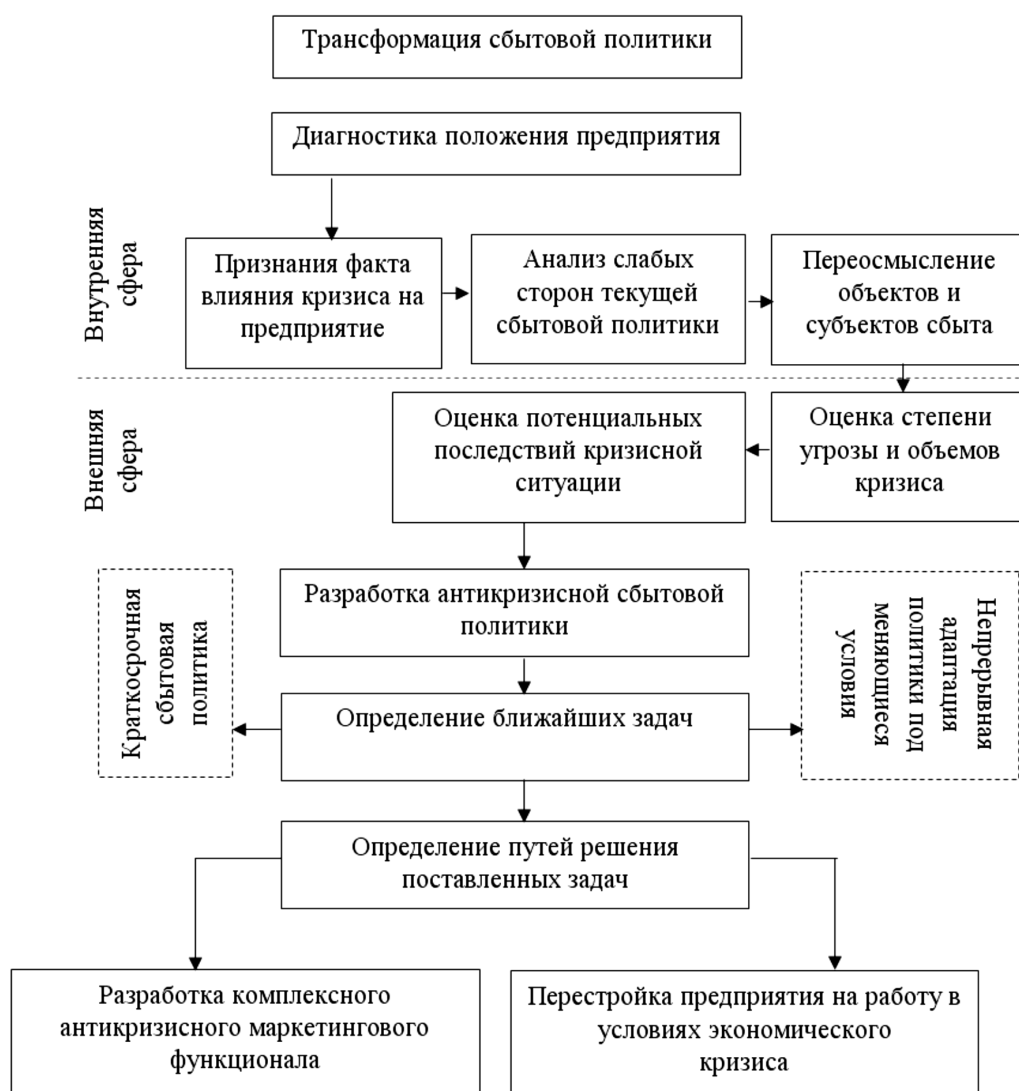 Трансформация сбытовой политики
Диагностика положения предприятия
Внутренняя
сфера
Признания факта
влияния кризиса на
предприятие
Анализ слабых
сторон текущей
сбытовой политики
Переосмысление
объектов и
субъектов сбыта
Внешняя
сфера
Оценка потенциальных
последствий кризисной
ситуации
Оценка степени
угрозы и объемов
кризиса
Разработка антикризисной сбытовой
политики
Краткосрочная
сбытовая
политика
Определение ближайших задач
Непрерывная
адаптация
политики под
меняющиеся
условия
Определение путей решения
поставленных задач
Разработка комплексного
антикризисного маркетингового
функционала
Перестройка предприятия на работу в
условиях экономического
кризиса